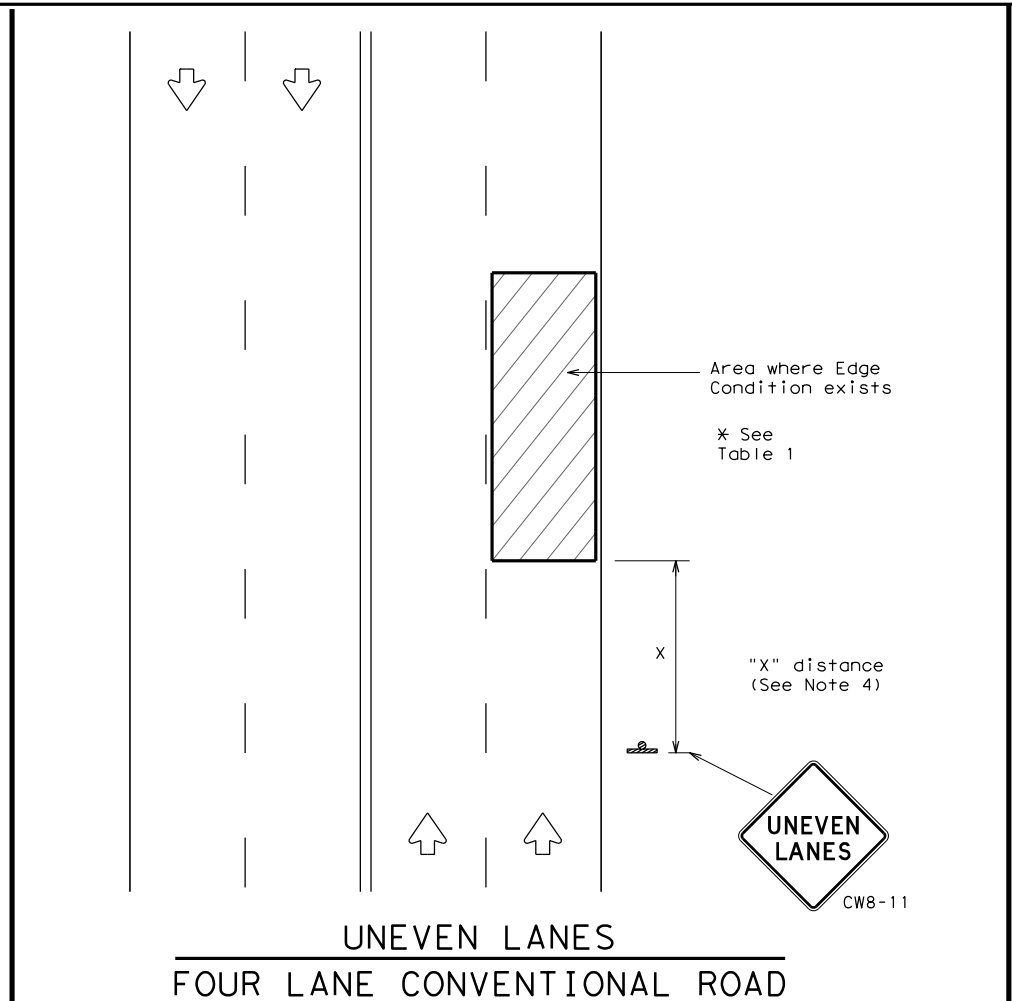 Area where Edge
Condition exists
* See
Table 1
X
"X" distance
(See Note 4)
UNEVEN
LANES
CW8-11
UNEVEN LANES
FOUR LANE CONVENTIONAL ROAD